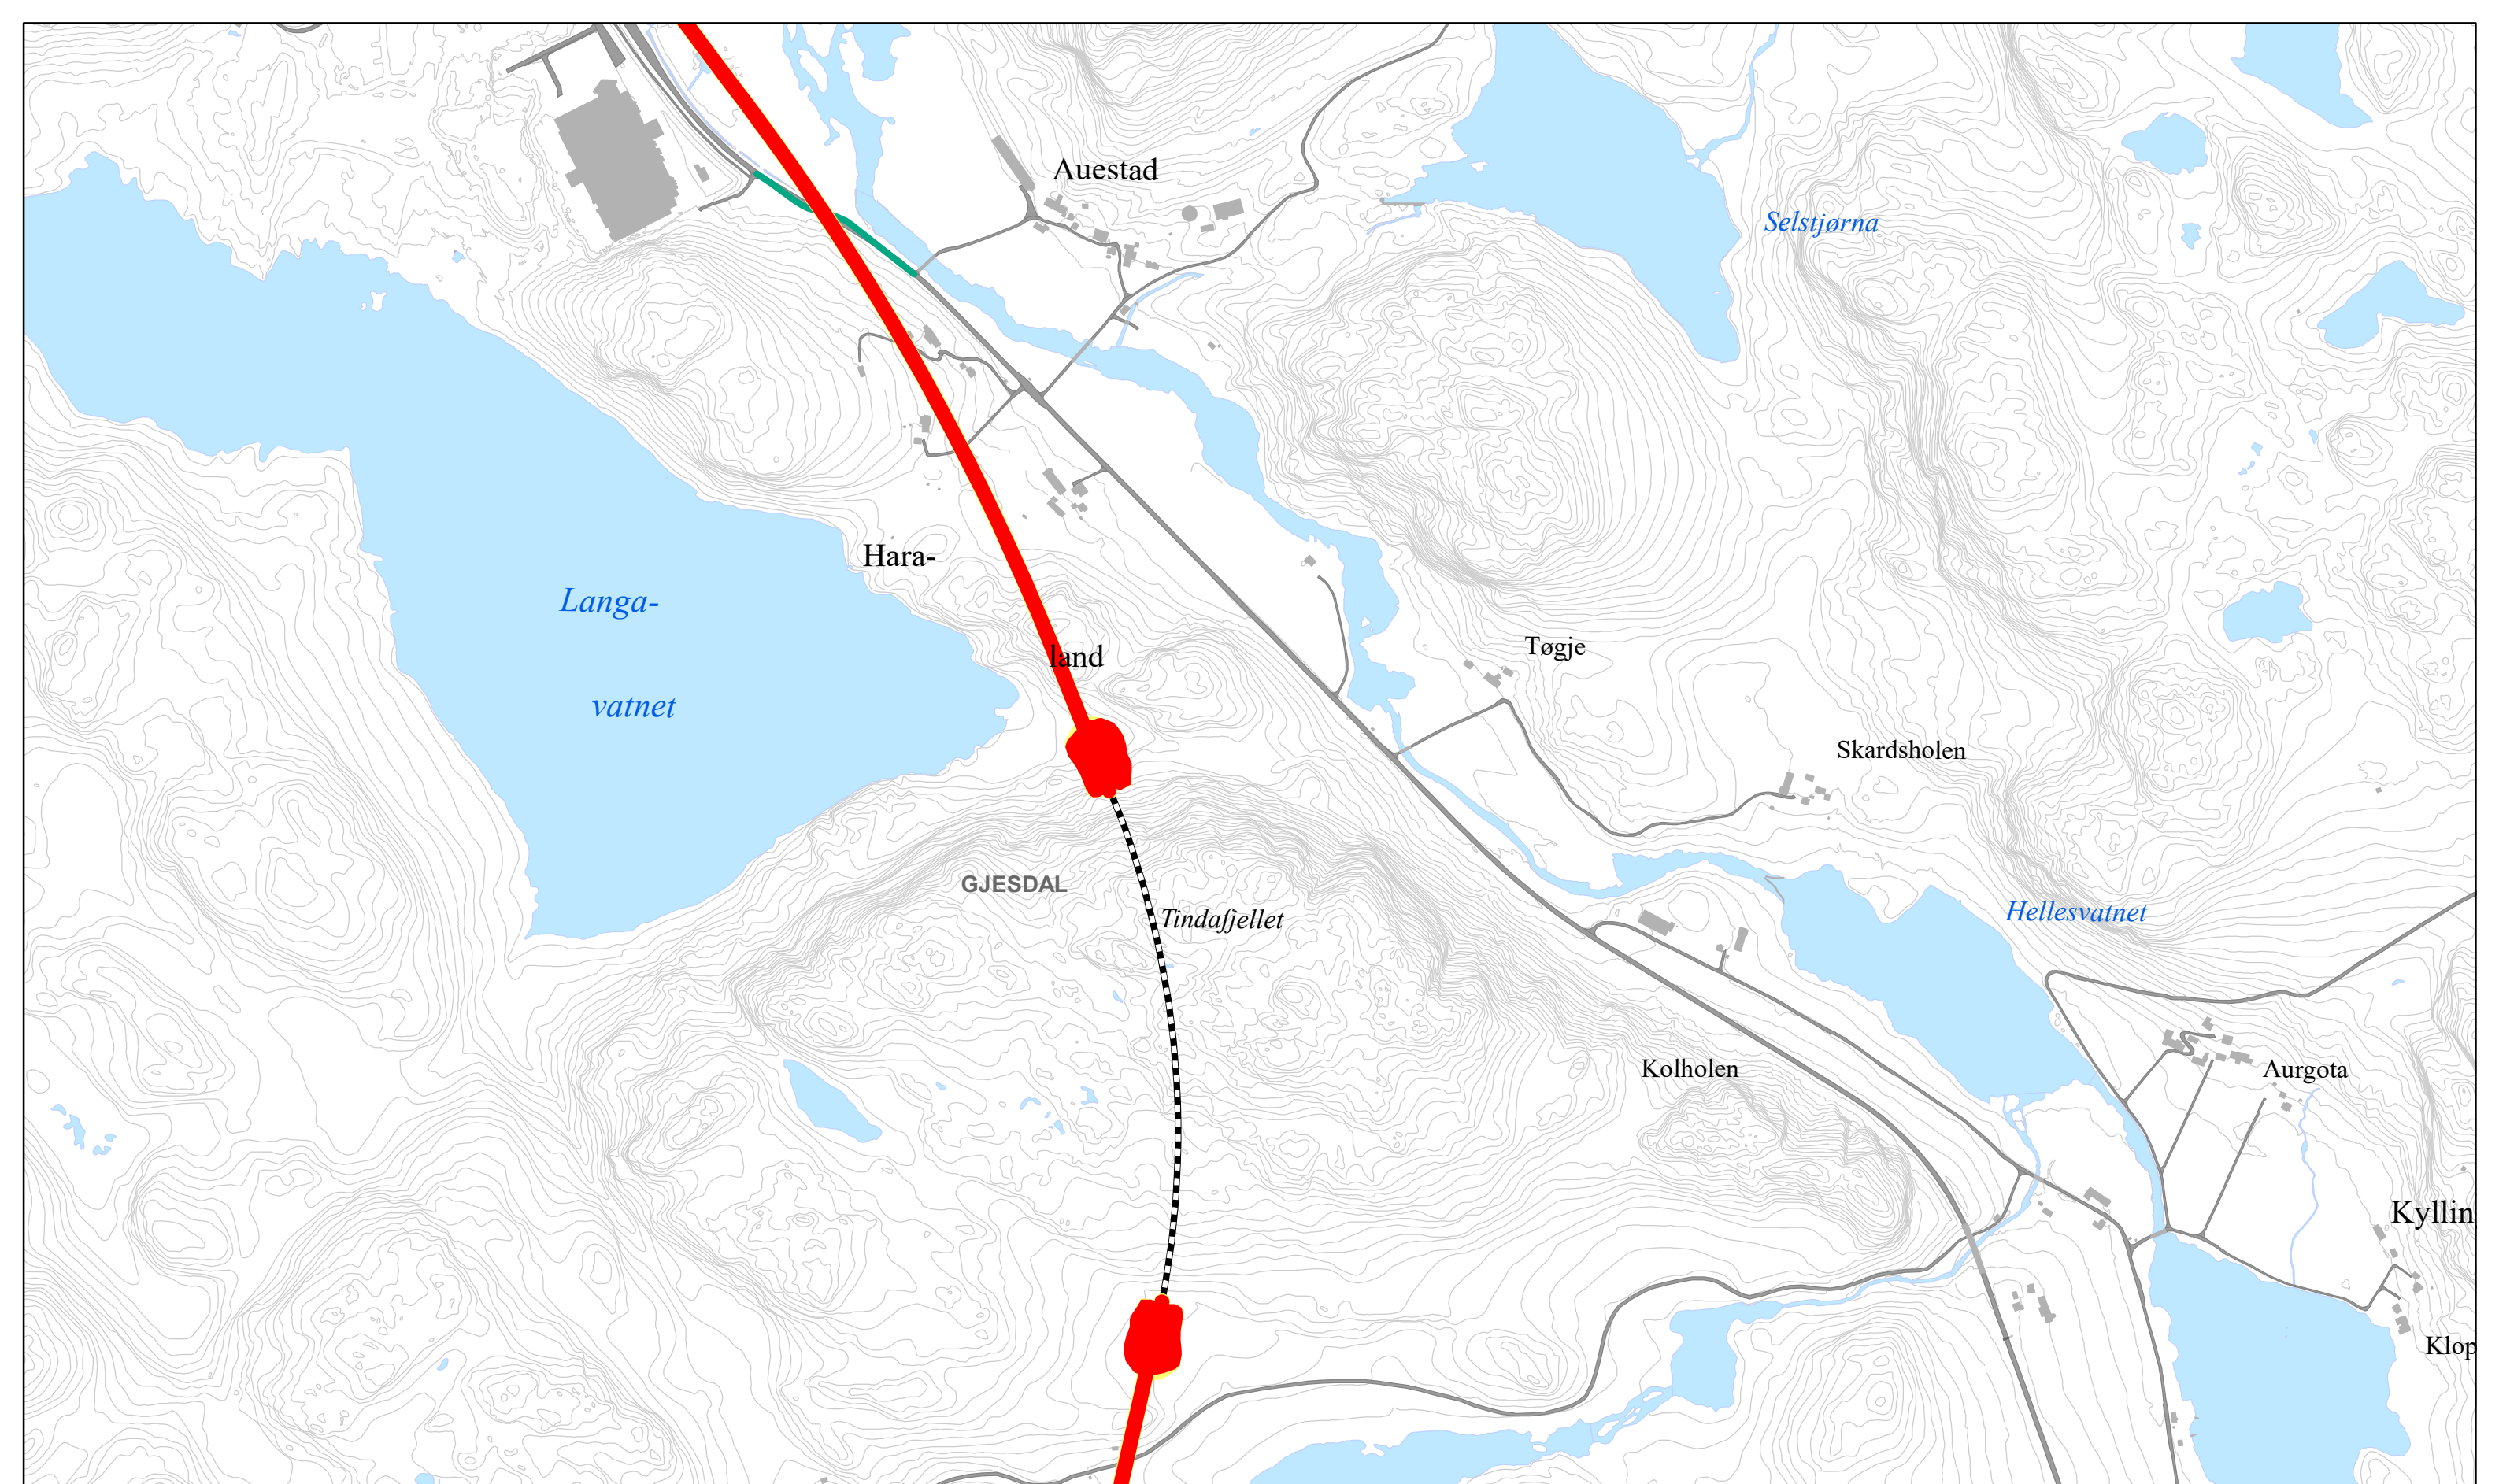 Auestad
Selstjørna
Hara-
Langa-
land
Tøgje
vatnet
Skardsholen
GJESDAL
Tindafjellet
Hellesvatnet
Kolholen
Aurgota
Kyllin
Klop